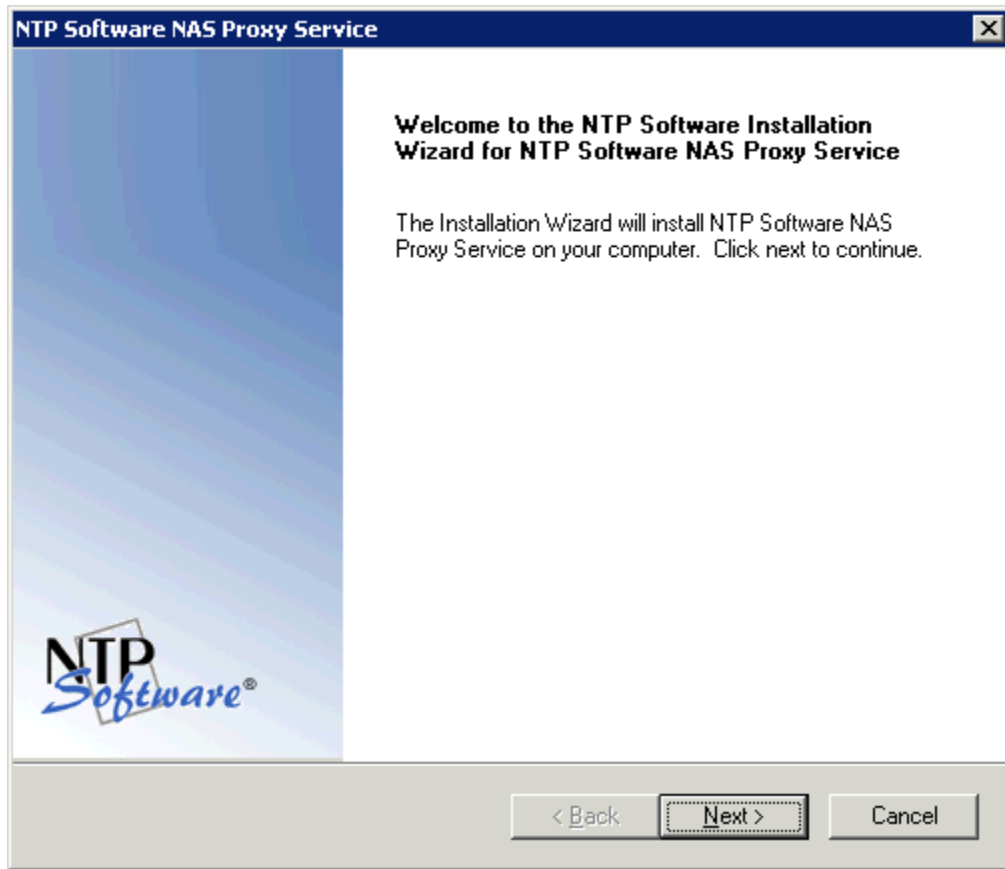 NTP Software NAS Proxy Service
Welcome to the NTP Software Installation
Wizard for NTP Software NAS Proxy Service
The Installation Wizard will install NTP Software NAS
Proxy Service on your computer.  Click next to continue.
NTP
Software®
< Back
Next >
Cancel